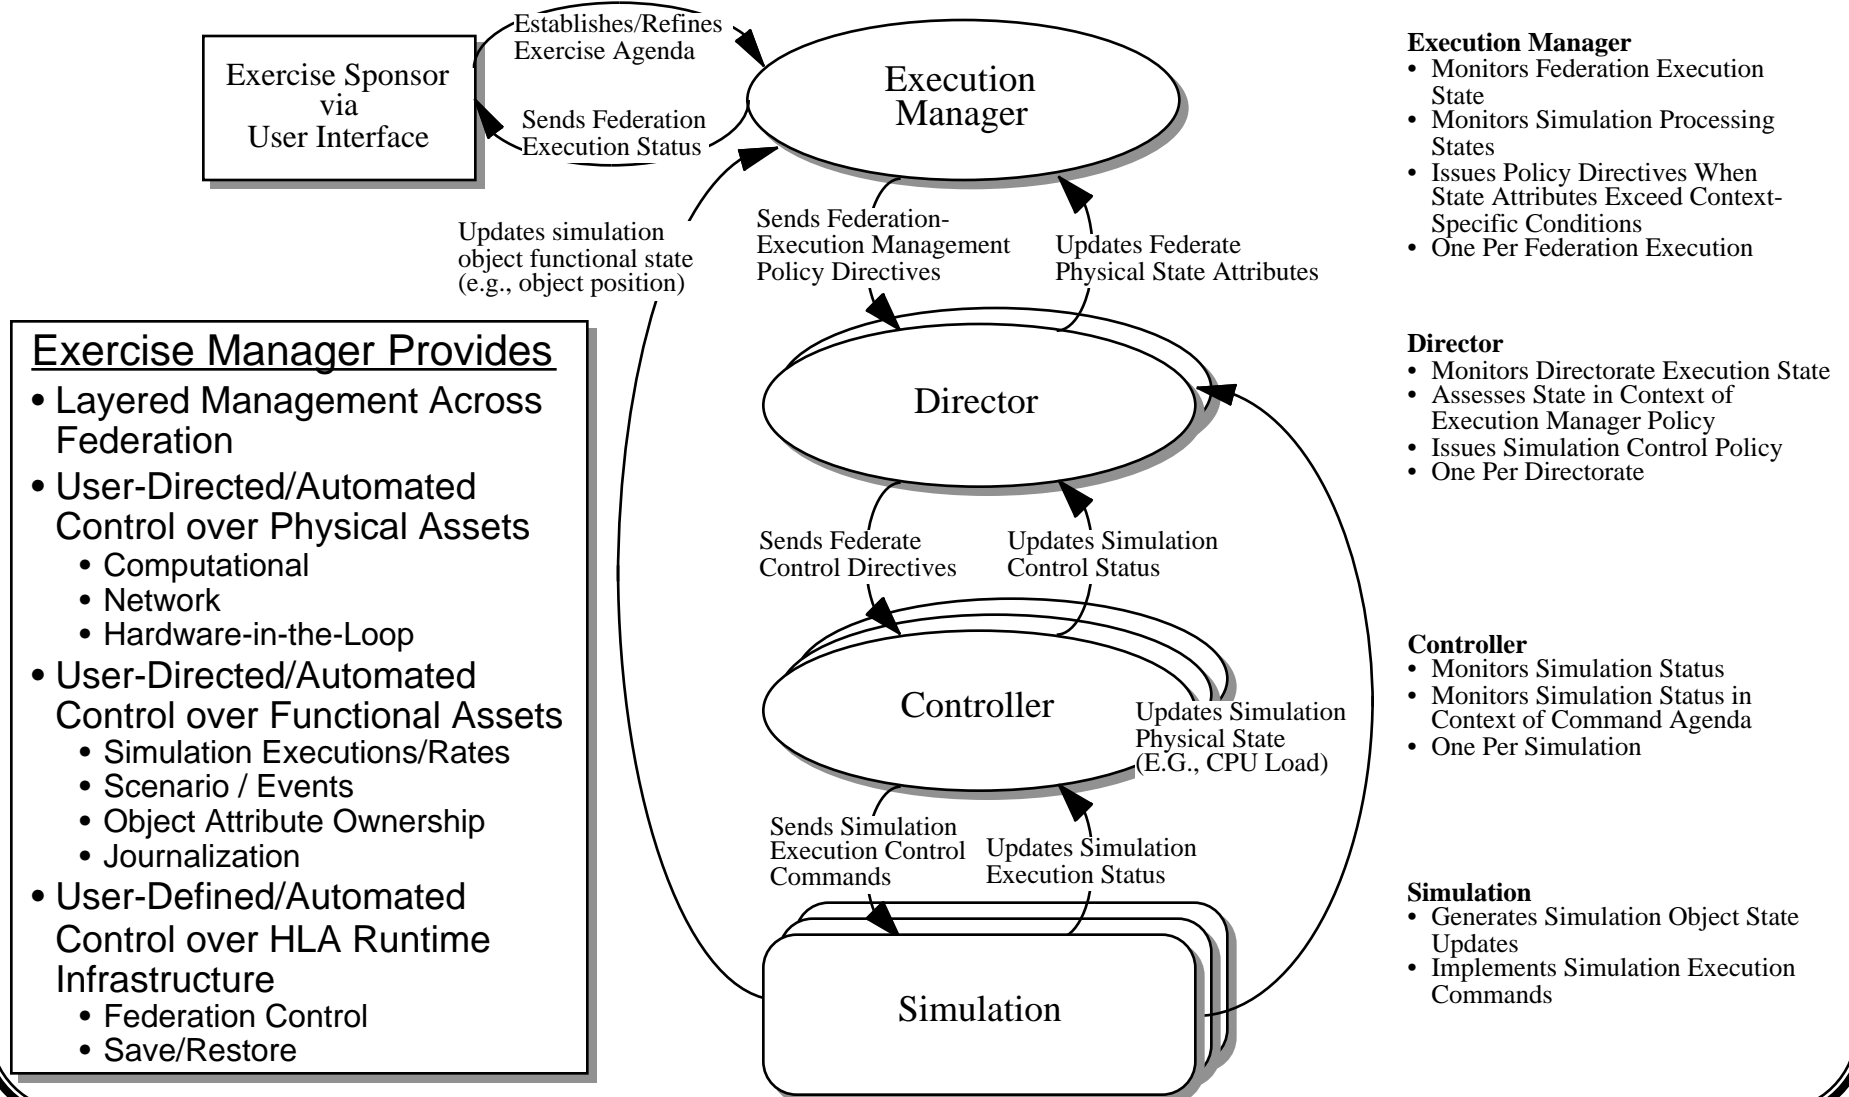 Establishes/Refines
Exercise Agenda
Exercise Sponsor
via
User Interface
Sends Federation
Execution Status
Execution
Manager
Updates simulation
object functional state
(e.g., object position)
Sends Federation-
Execution Management
Policy Directives
Updates Federate
Physical State Attributes
Director
Sends Federate
Control Directives
Updates Simulation
Control Status
Controller
Updates Simulation
Physical State
(E.G., CPU Load)
Sends Simulation
Execution Control
Commands
Updates Simulation
Execution Status
Simulation
Exercise Manager Provides
• Layered Management Across
Federation
• User-Directed/Automated
Control over Physical Assets
• Computational
• Network
• Hardware-in-the-Loop
• User-Directed/Automated
Control over Functional Assets
• Simulation Executions/Rates
• Scenario / Events
• Object Attribute Ownership
• Journalization
• User-Defined/Automated
Control over HLA Runtime
Infrastructure
• Federation Control
• Save/Restore
Execution Manager
• Monitors Federation Execution
State
• Monitors Simulation Processing
States
• Issues Policy Directives When
State Attributes Exceed Context-
Specific Conditions
• One Per Federation Execution
Director
• Monitors Directorate Execution State
• Assesses State in Context of
Execution Manager Policy
• Issues Simulation Control Policy
• One Per Directorate
Controller
• Monitors Simulation Status
• Monitors Simulation Status in
Context of Command Agenda
• One Per Simulation
Simulation
• Generates Simulation Object State
Updates
• Implements Simulation Execution
Commands